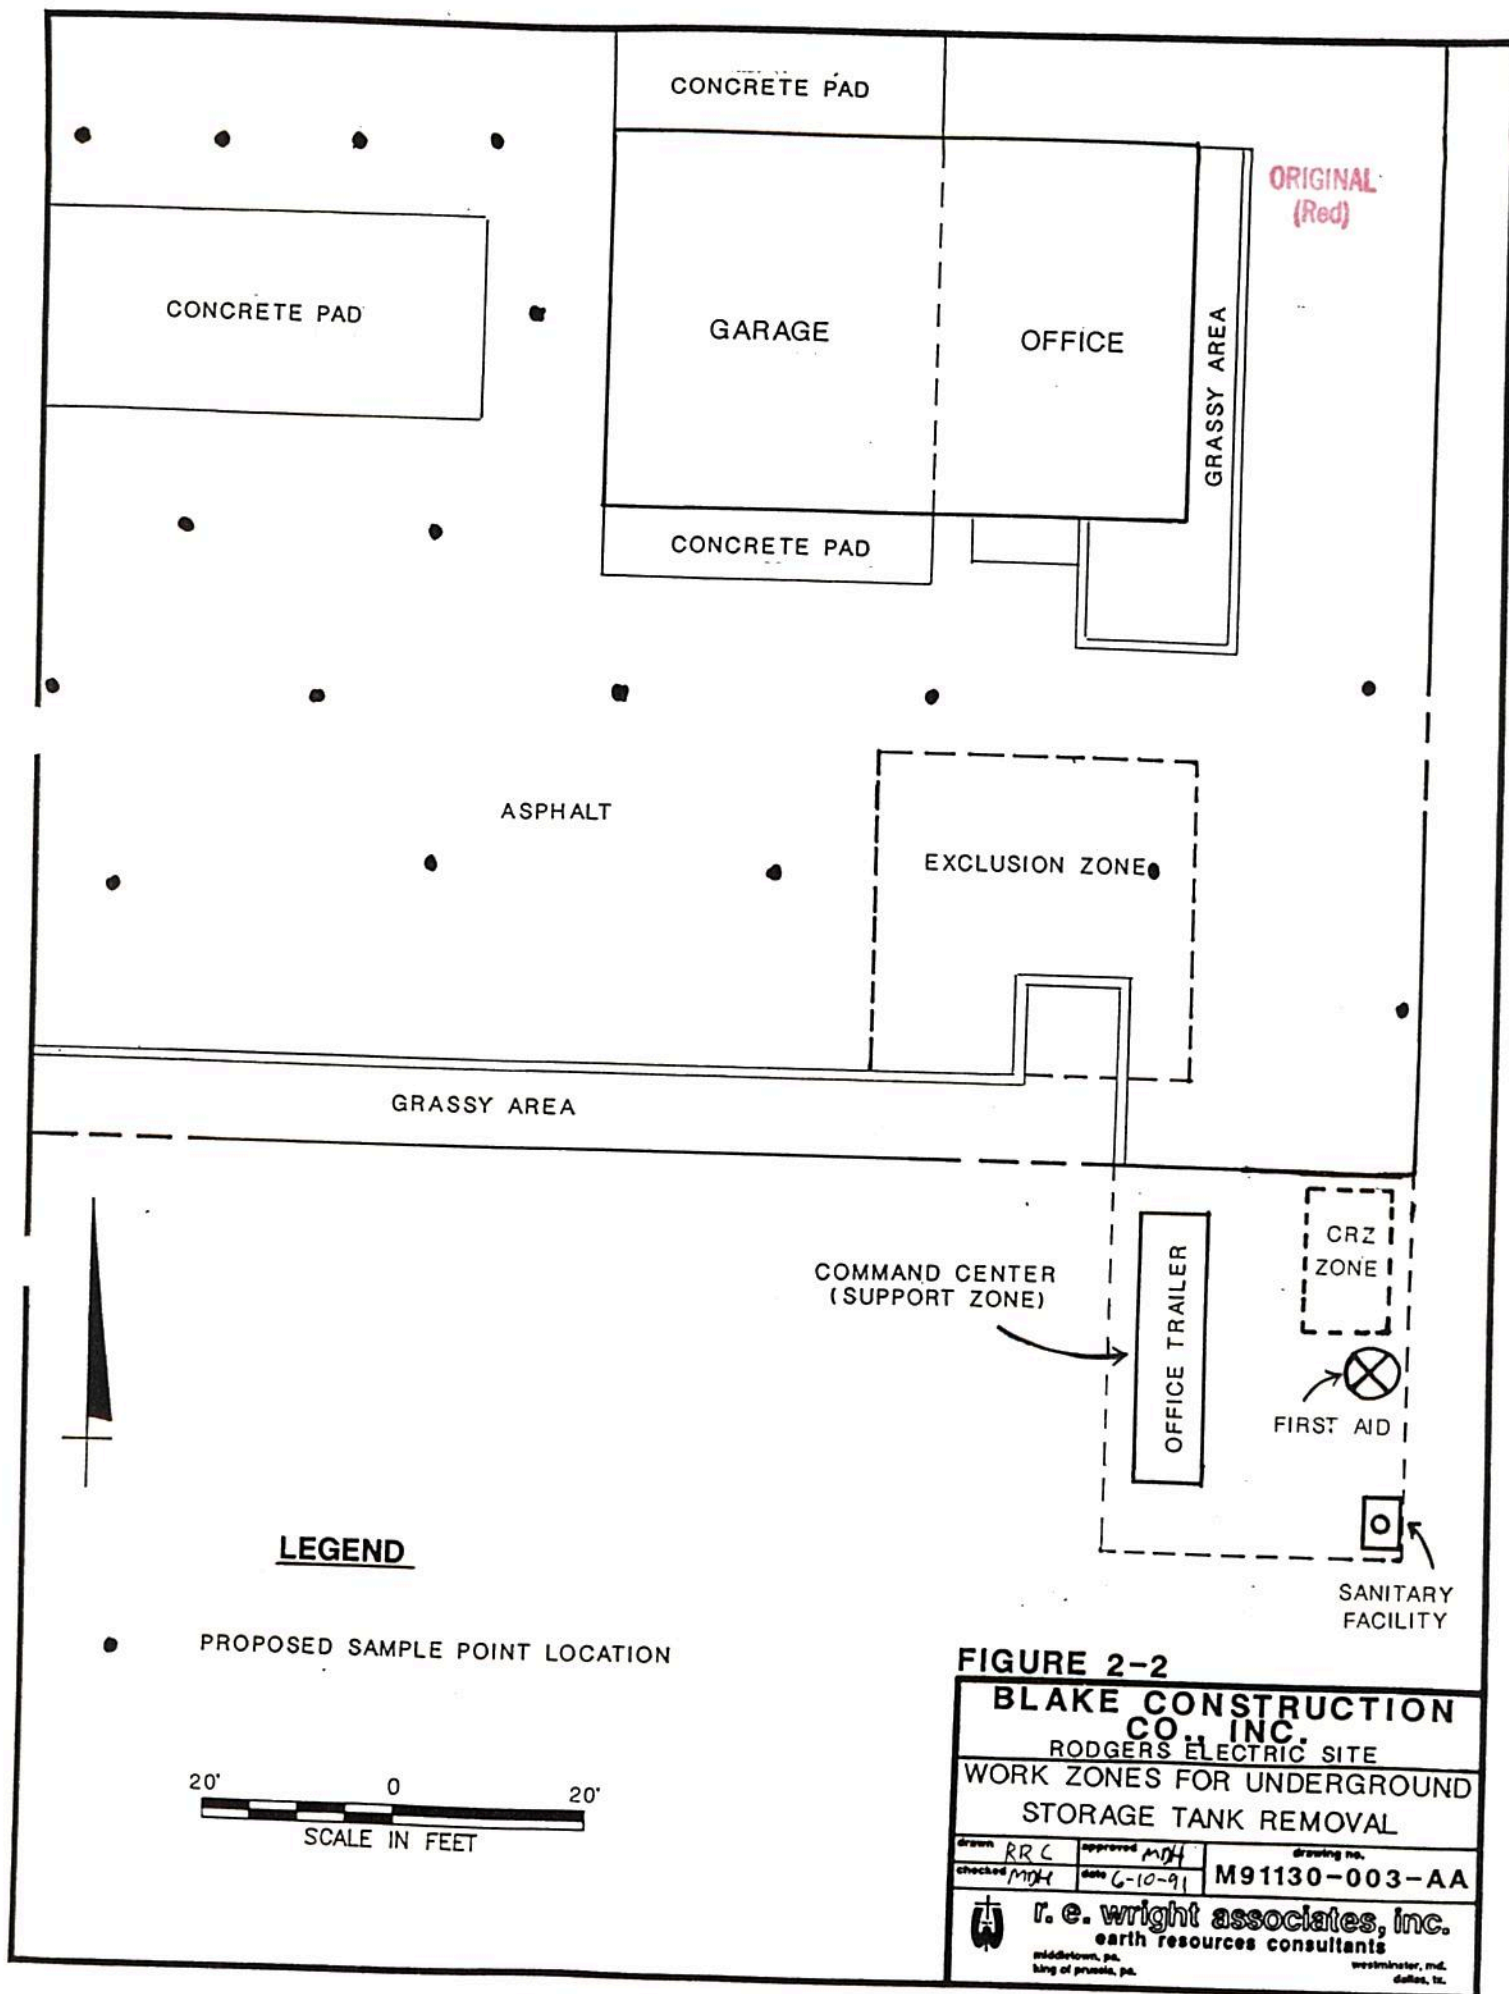 CONCRETE PAD
ORIGINAL
(Red)
CONCRETE PAD
GARAGE
OFFICE
GRASSY AREA
CONCRETE PAD
ASPHALT
EXCLUSION ZONE
GRASSY AREA
CRZ
ZONE
COMMAND CENTER
(SUPPORT ZONE)
OFFICE TRAILER
FIRST AID
LEGEND
SANITARY
FACILITY
PROPOSED SAMPLE POINT LOCATION
FIGURE 2-2
BLAKE CONSTRUCTION
CO., INC.
RODGERS ELECTRIC SITE
WORK ZONES FOR UNDERGROUND
STORAGE TANK REMOVAL
20' 0 20'
SCALE IN FEET
drawn RRC approved MDH drawing no.
checked MDH date 6-10-91 M91130-003-AA
r. e. wright associates, inc.
earth resources consultants
middletown, pa. westminster, md.
king of prussia, pa. dallas, tx.